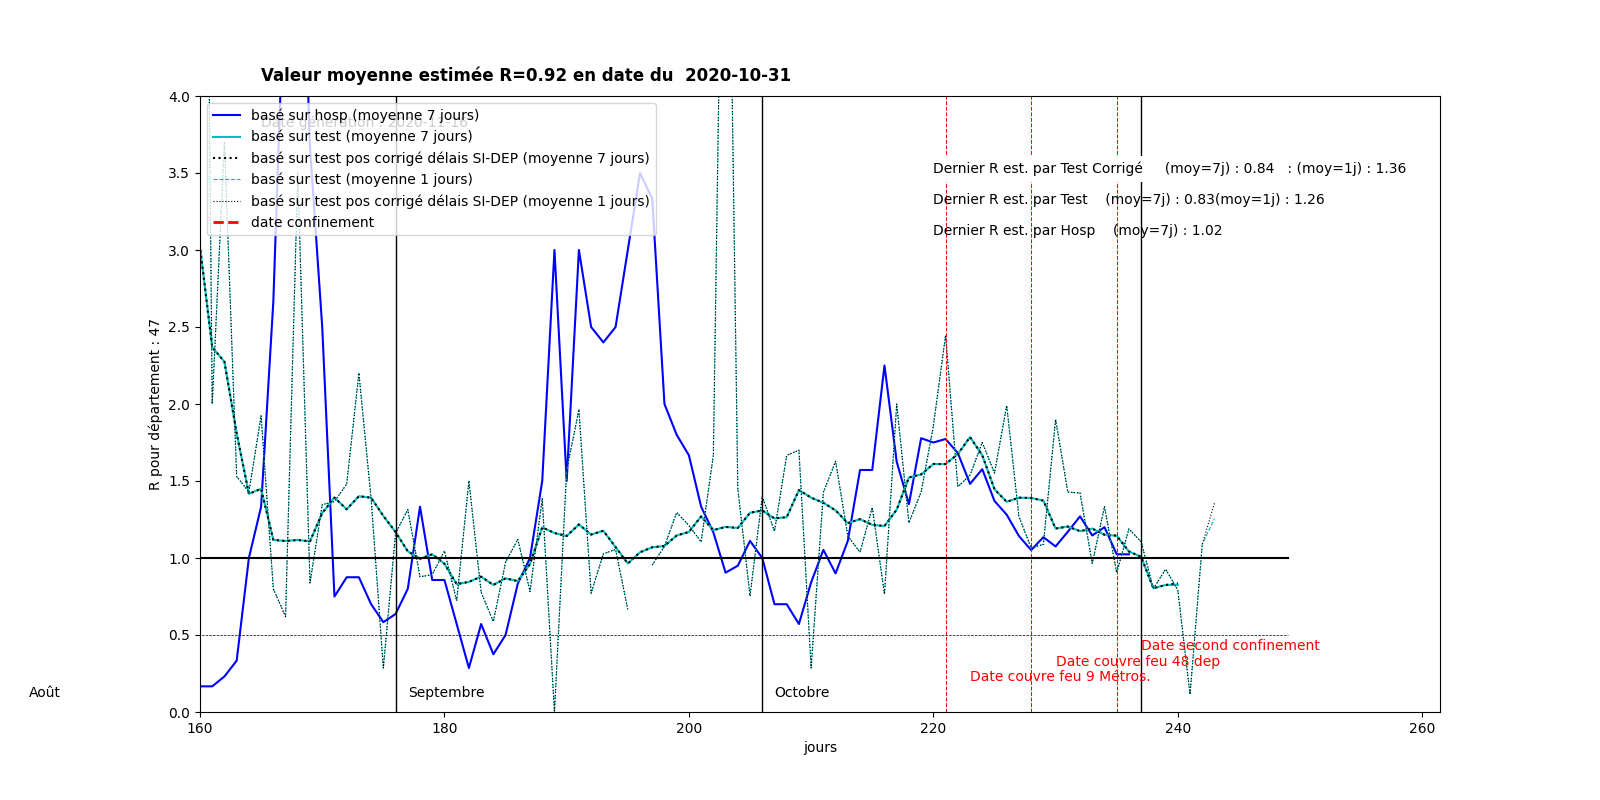 Valeur moyenne estimée R=0.92 en date du  2020-10-31
4.0
3.5
3.0
2.5
2.0
1.5
1.0
0.5
0.0
R pour département : 47
basé sur hosp (moyenne 7 jours)
Date génération : 2020-11-16
basé sur test (moyenne 7 jours)
basé sur test pos corrigé délais SI-DEP (moyenne 7 jours)
basé sur test (moyenne 1 jours)
basé sur test pos corrigé délais SI-DEP (moyenne 1 jours)
date confinement
Dernier R est. par Test Corrigé     (moy=7j) : 0.84   : (moy=1j) : 1.36
Dernier R est. par Test    (moy=7j) : 0.83(moy=1j) : 1.26
Dernier R est. par Hosp    (moy=7j) : 1.02
Date second confinement
Date couvre feu 48 dep
Date couvre feu 9 Métros.
Août
Septembre
Octobre
160
180
200
220
240
260
jours